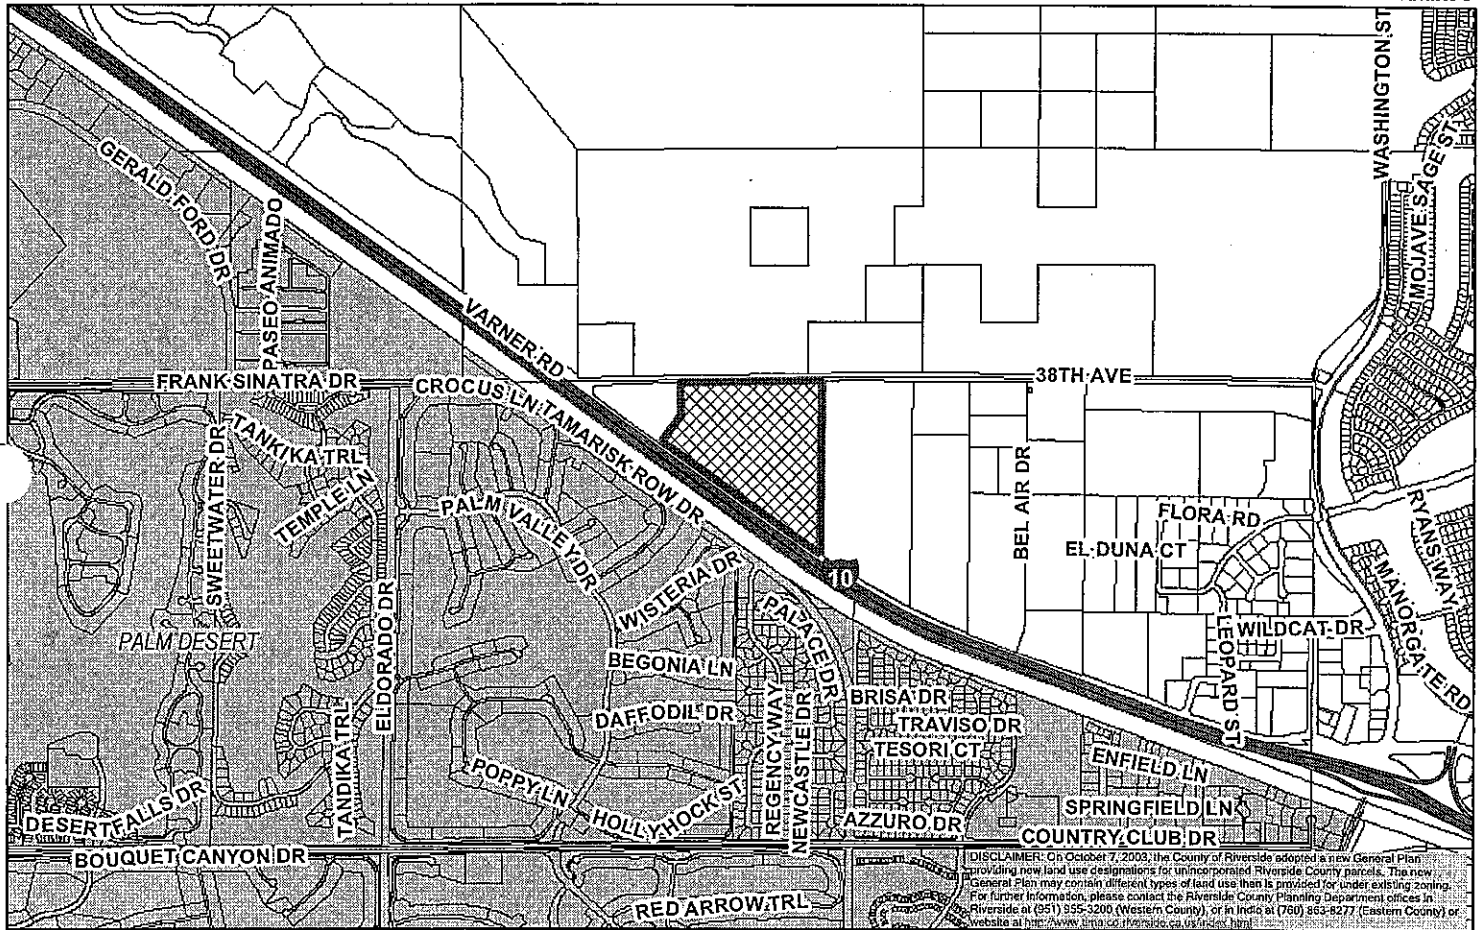 WASHINGTON ST
MOJAVE
SAGE ST
GERALD FORD DR
PASEO ANIMADO
VARNER RD
FRANK SINATRA DR
CROCUS LN
TAMARISK ROW DR
38TH AVE
TANK/KA TRL
SWEETWATER DR
TEMPLE LN
PALM VALLEY DR
BEL AIR DR
FLORA RD
EL DUNA CT
RYANS WAY
MANORGATE RD
WISTERIA DR
10
PALACE DR
LEOPARD ST
WILDCAT DR
PALM DESERT
ELDORADO DR
BEGONIA LN
REGENCY WAY
NEWCASTLE DR
BRISA DR
DAFFODIL DR
TRAVISO DR
TESORI CT
TANDIKA TRL
POPPY LN
ENFIELD LN
HOLLYHOCK ST
SPRINGFIELD LN
DESERT FALLS DR
AZZURO DR
COUNTRY CLUB DR
BOUQUET CANYON DR
RED ARROW TRL
DISCLAIMER: On October 7, 2003, the County of Riverside adopted a new General Plan
providing new land use designations for unincorporated Riverside County parcels. The new
General Plan may contain different types of land use then is provided for under existing zoning.
For further information, please contact the Riverside County Planning Department offices in
Riverside at (951) 955-3200 (Western County), or in Indio at (760) 863-8277 (Eastern County) or
website at